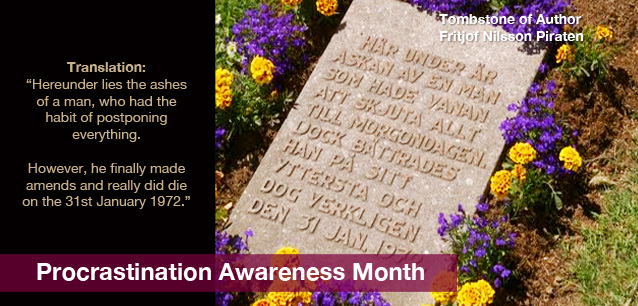 Tombstone of Author
Fritjof Nilsson Piraten
Translation:
“Hereunder lies the ashes
of a man, who had the
habit of postponing
everything.
However, he finally made
amends and really did die
on the 31st January 1972.”
HÄR UNDER ÄR
ASKAN AV EN MAN
SOM HADE VANAN
ATT SKJUTA ALLT
TILL MORGONDAGEN.
DOCK BÄTTRADES
HAN PÅ SITT
YTTERSTA OCH
DOG VERKLIGEN
DEN 31 JAN.
Procrastination Awareness Month